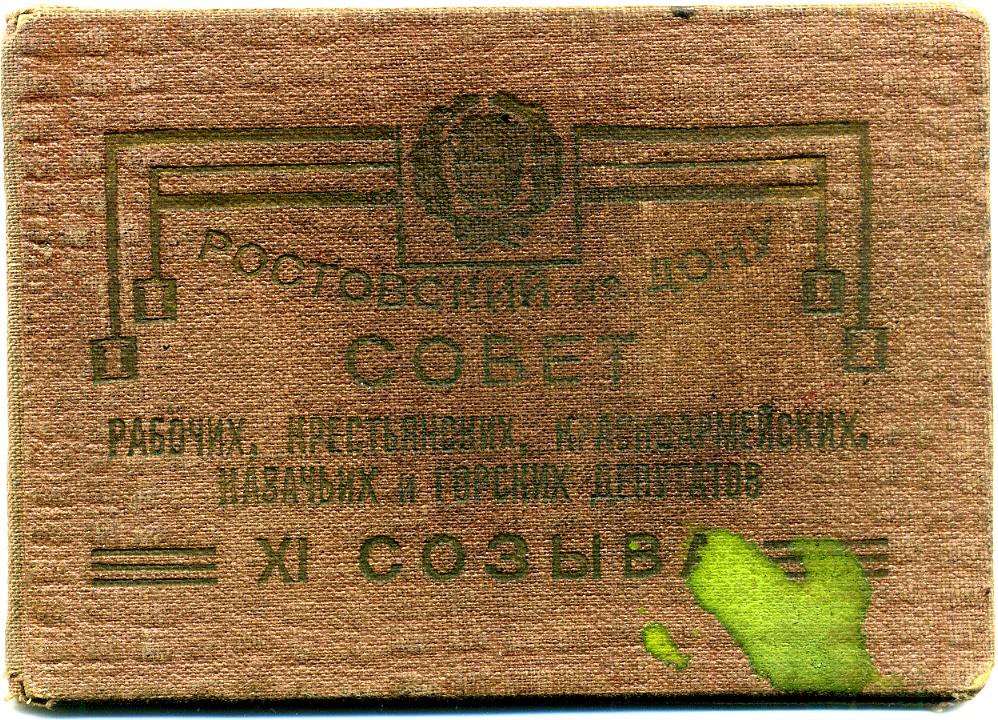 РОСТОВСКИЙ на ДОНУ
СОВЕТ
РАБОЧИХ, КРЕСТЬЯНСКИХ, КРАСНОАРМЕЙСКИХ,
КАЗАЧЬИХ и ГОРСКИХ ДЕПУТАТОВ
XI СОЗЫВА